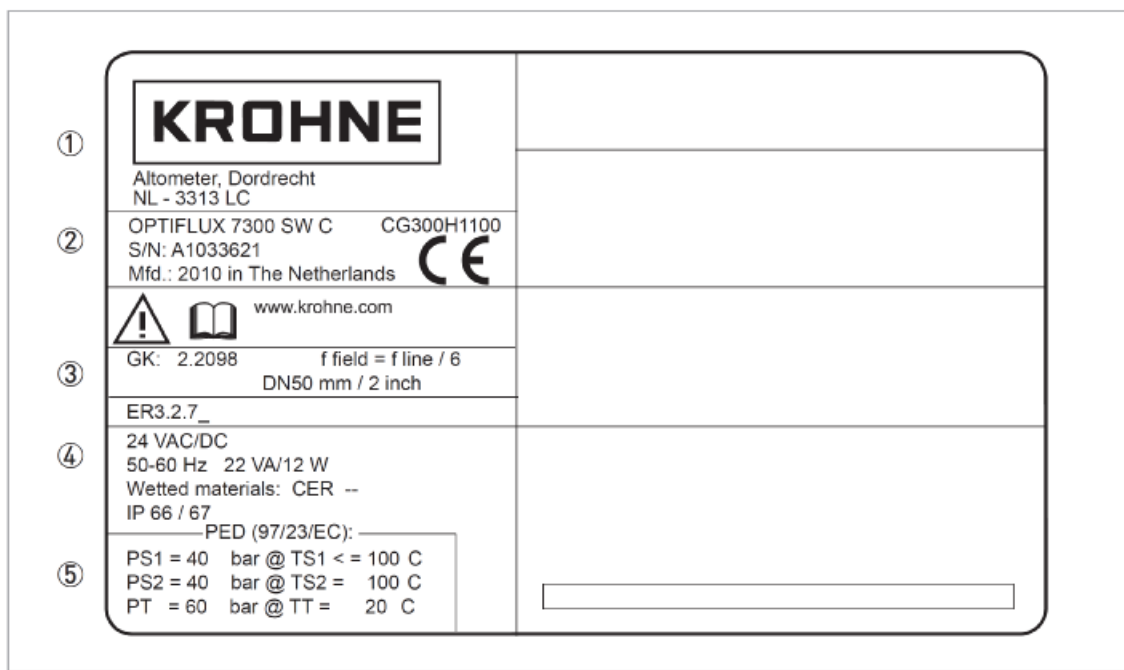 ①
KROHNE
Altometer, Dordrecht
NL - 3313 LC
②
OPTIFLUX 7300 SW C CG300H1100
S/N: A1033621
Mfd.: 2010 in The Netherlands CE
www.krohne.com
③
GK: 2.2098 f field = f line / 6
DN50 mm / 2 inch
ER3.2.7_
④
24 VAC/DC
50-60 Hz 22 VA/12 W
Wetted materials: CER --
IP 66 / 67
PED (97/23/EC):
⑤
PS1 = 40 bar @ TS1 < = 100 C
PS2 = 40 bar @ TS2 = 100 C
PT = 60 bar @ TT = 20 C